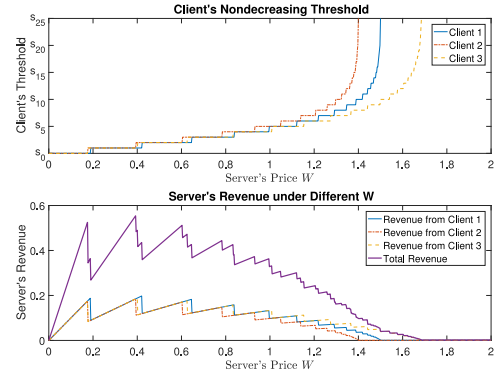 Client's Nondecreasing Threshold
Client's Threshold
s25
s20
s15
s10
s5
s0
Client 1
Client 2
Client 3
0 0.2 0.4 0.6 0.8 1 1.2 1.4 1.6 1.8 2
Server's Price W
Server's Revenue under Different W
Server's Revenue
0.6
0.4
0.2
0
Revenue from Client 1
Revenue from Client 2
Revenue from Client 3
Total Revenue
0 0.2 0.4 0.6 0.8 1 1.2 1.4 1.6 1.8 2
Server's Price W